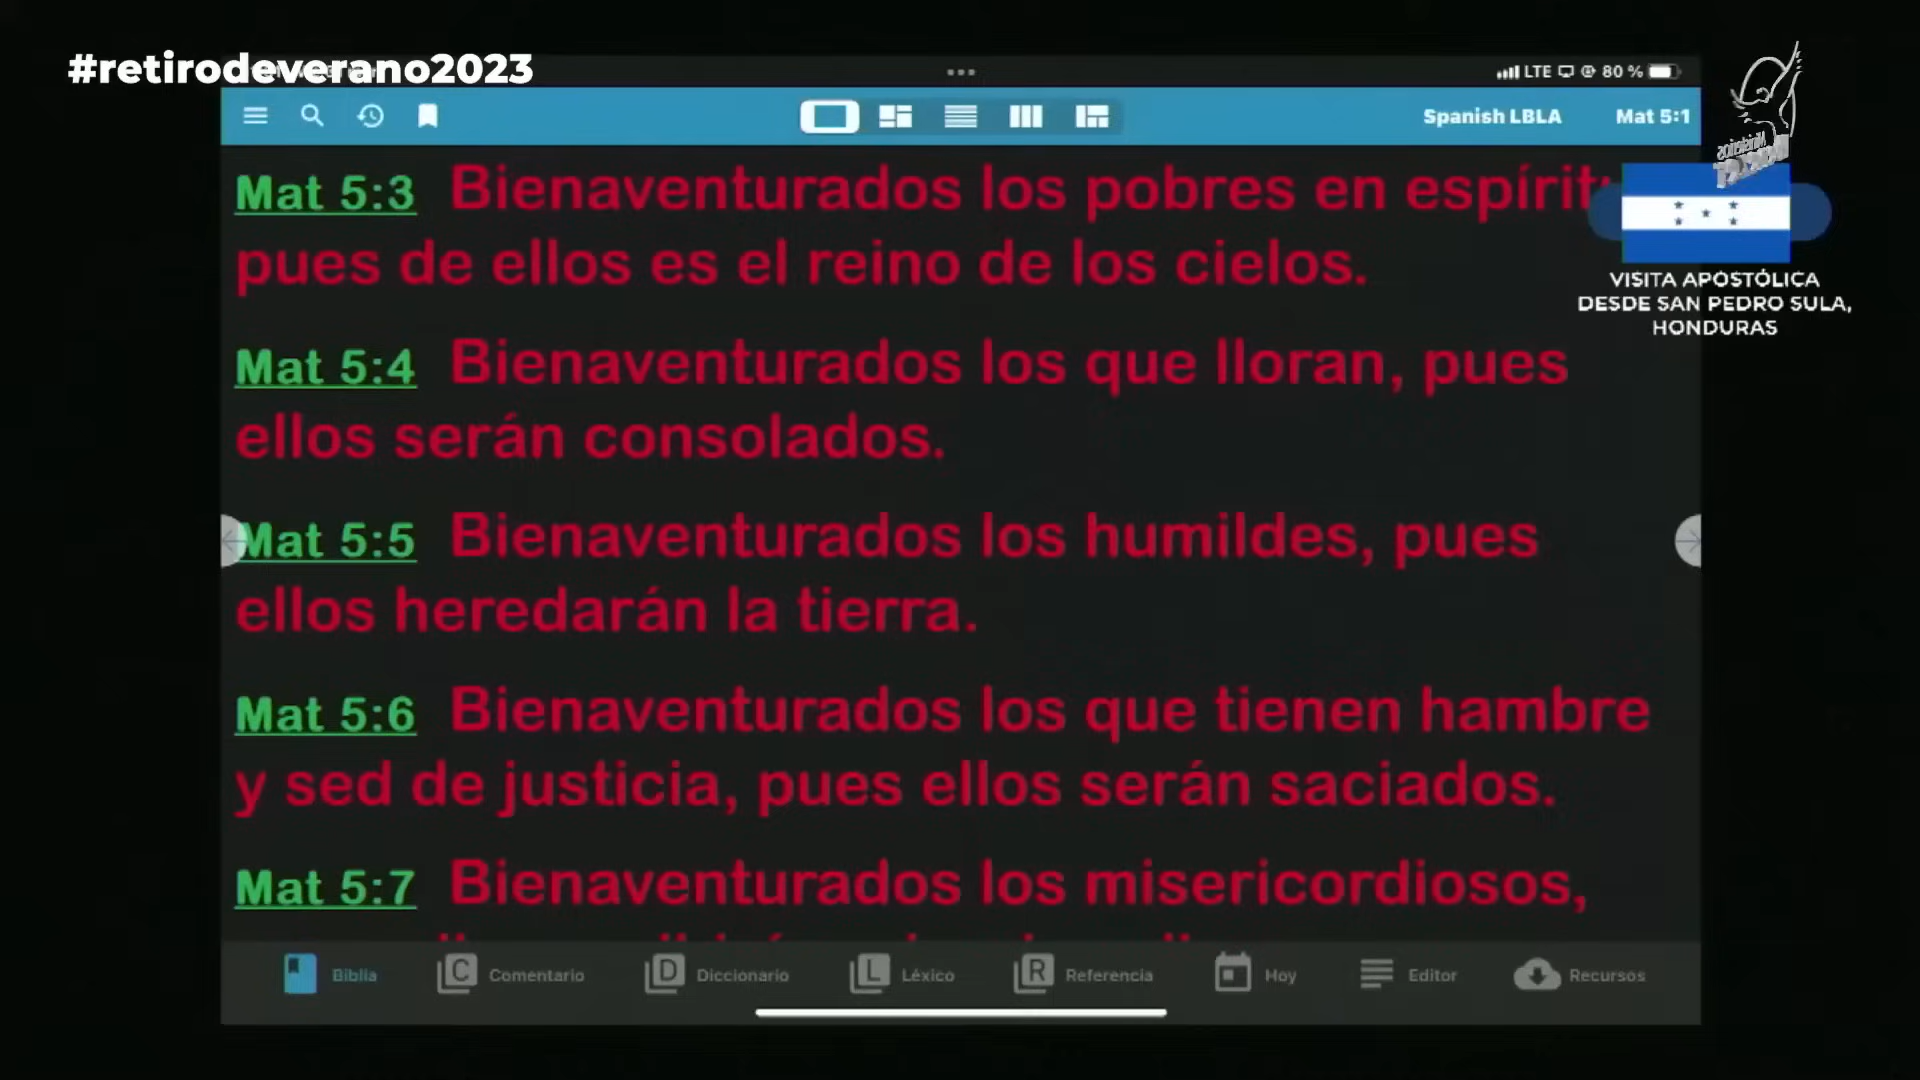 #retirodeverano2023
LTE 80 %
Spanish LBLA Mat 5:1
Mat 5:3 Bienaventurados los pobres en
pues de ellos es el reino de los cielos.
Mat 5:4 Bienaventurados los que lloran, pues
ellos serán consolados.
Mat 5:5 Bienaventurados los humildes, pues
ellos heredarán la tierra.
Mat 5:6 Bienaventurados los que tienen hambre
y sed de justicia, pues ellos serán saciados.
Mat 5:7 Bienaventurados los misericordiosos,
VISITA APOSTÓLICA
DESDE SAN PEDRO SULA,
HONDURAS
Biblia C Comentario D Diccionario L Léxico R Referencia Hoy Editor Recursos